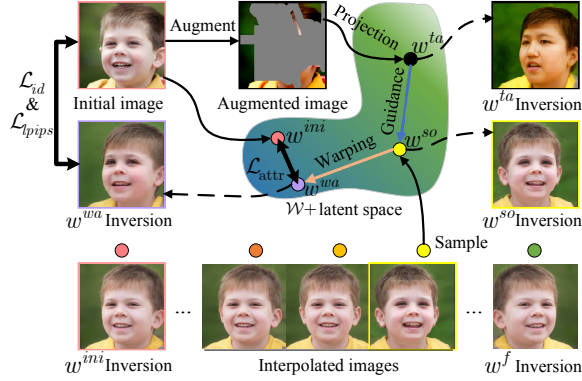 Augment
Projection
w^{ta}
L_{id}
&
L_{lpips}
Initial image
Augmented image
Guidance
w^{ta} Inversion
w^{ini}
w^{so}
Warping
L_{attr}
w^{wa}
W+ latent space
w^{wa} Inversion
w^{so} Inversion
Sample
...
...
w^{ini} Inversion
Interpolated images
w^{f} Inversion